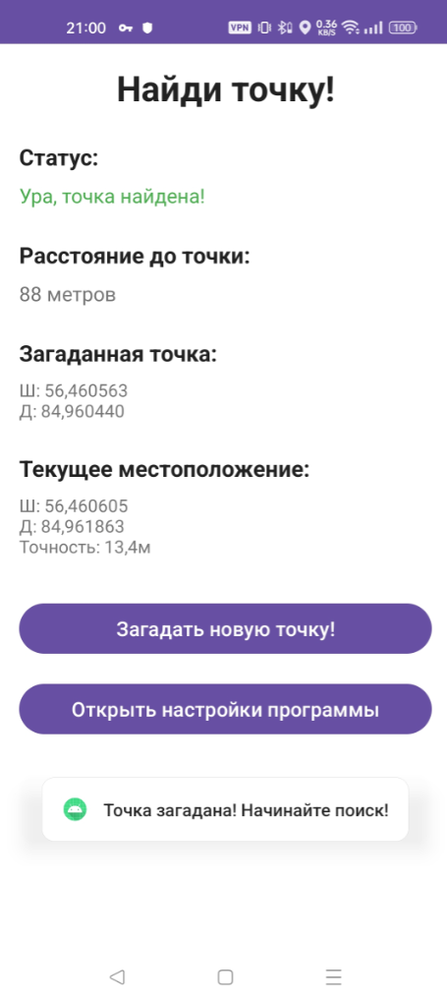 21:00 VPN 0.36 KB/S 100
Найди точку!
Статус:
Ура, точка найдена!
Расстояние до точки:
88 метров
Загаданная точка:
Ш: 56,460563
Д: 84,960440
Текущее местоположение:
Ш: 56,460605
Д: 84,961863
Точность: 13,4м
Загадать новую точку!
Открыть настройки программы
Точка загадана! Начинайте поиск!